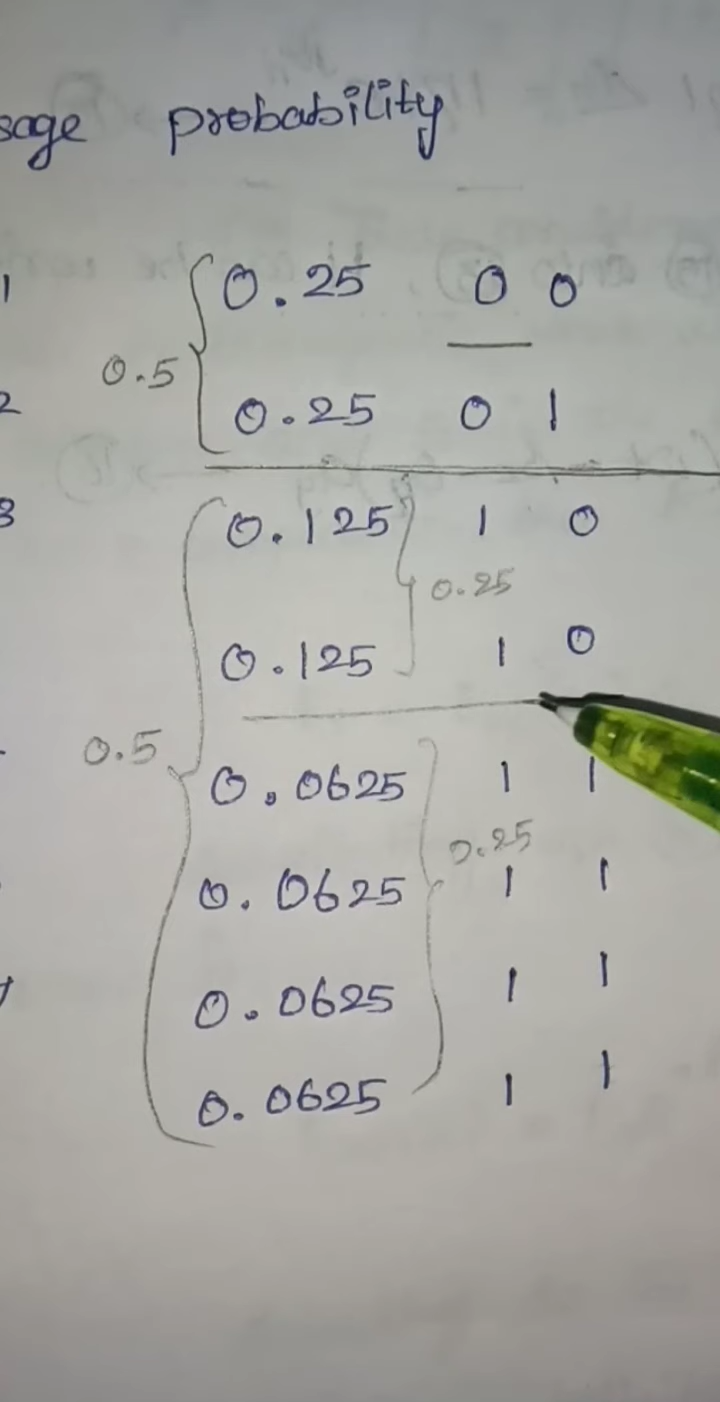 sage probability
1 0.25 0 0
0.5
2 0.25 0 1
3 0.125 1 0
0.25
0.125 1 0
0.5
0.0625 1 1
0.25
0.0625 1 1
0.0625 1 1
0.0625 1 1